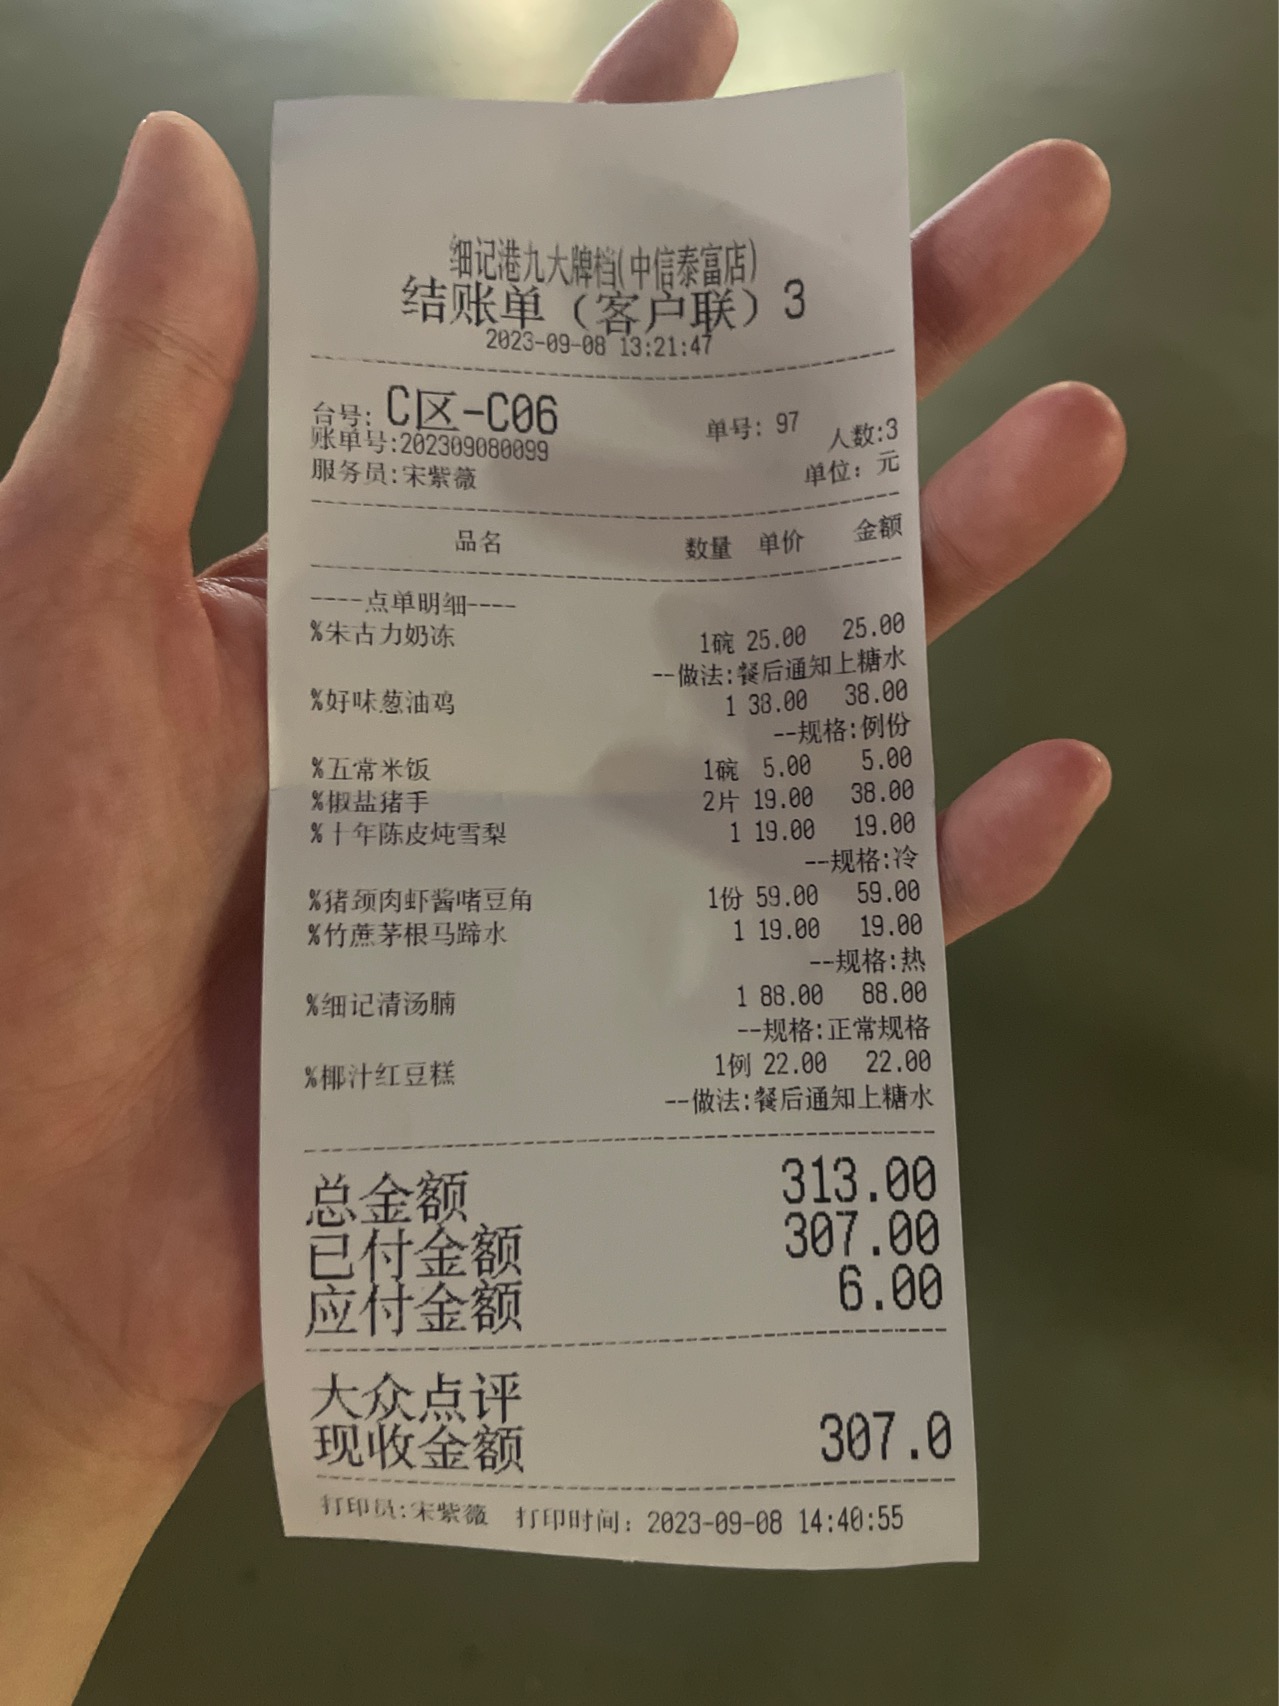 细记港九大牌档(中信泰富店)
结账单（客户联）3
2023-09-08 13:21:47
台号: C区-C06 单号: 97 人数:3
账单号:202309080099
服务员:宋紫薇 单位: 元
品名 数量 单价 金额
----点单明细----
%朱古力奶冻 1碗 25.00 25.00
--做法:餐后通知上糖水
%好味葱油鸡 1 38.00 38.00
--规格:例份
%五常米饭 1碗 5.00 5.00
%椒盐猪手 2片 19.00 38.00
%十年陈皮炖雪梨 1 19.00 19.00
--规格:冷
%猪颈肉虾酱啫豆角 1份 59.00 59.00
%竹蔗茅根马蹄水 1 19.00 19.00
--规格:热
%细记清汤腩 1 88.00 88.00
--规格:正常规格
%椰汁红豆糕 1例 22.00 22.00
--做法:餐后通知上糖水
总金额 313.00
已付金额 307.00
应付金额 6.00
大众点评
现收金额 307.0
打印员:宋紫薇 打印时间: 2023-09-08 14:40:55